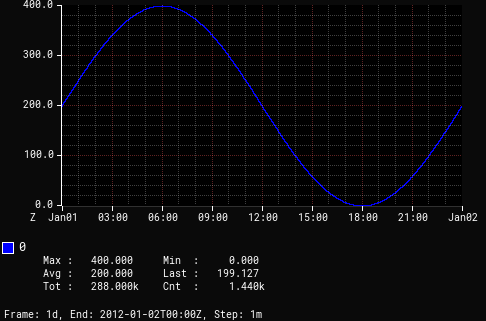 400.0
300.0
200.0
100.0
0.0
Z Jan01 03:00 06:00 09:00 12:00 15:00 18:00 21:00 Jan02
0
Max : 400.000 Min : 0.000
Avg : 200.000 Last : 199.127
Tot : 288.000k Cnt : 1.440k
Frame: 1d, End: 2012-01-02T00:00Z, Step: 1m